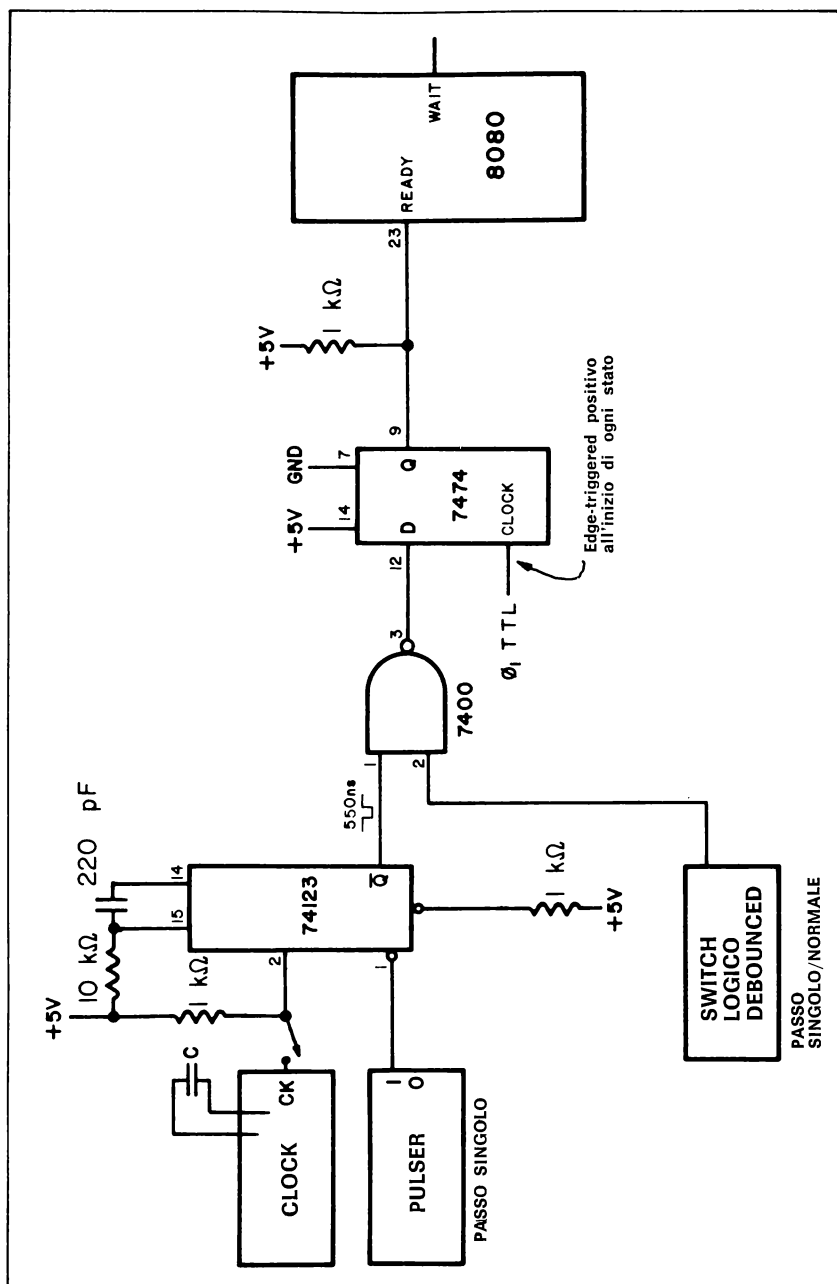 +5V
10 kΩ
220 pF
C
1 kΩ
15
14
CLOCK
CK
2
74123
Q̅
550ns
PULSER
1
0
1
PASSO SINGOLO
1 kΩ
+5V
1
2
3
7400
SWITCH
LOGICO
DEBOUNCED
PASSO
SINGOLO/NORMALE
+5V
GND
14
7
12
D
Q
9
7474
CLOCK
Ø₁ TTL
Edge-triggered positivo
all'inizio di ogni stato
+5V
1 kΩ
23
READY
WAIT
8080